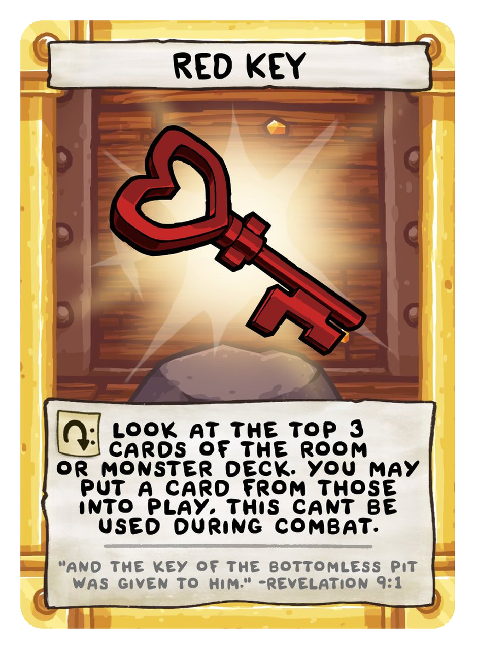 RED KEY
: LOOK AT THE TOP 3
CARDS OF THE ROOM
OR MONSTER DECK. YOU MAY
PUT A CARD FROM THOSE
INTO PLAY. THIS CANT BE
USED DURING COMBAT.
"AND THE KEY OF THE BOTTOMLESS PIT
WAS GIVEN TO HIM." -REVELATION 9:1